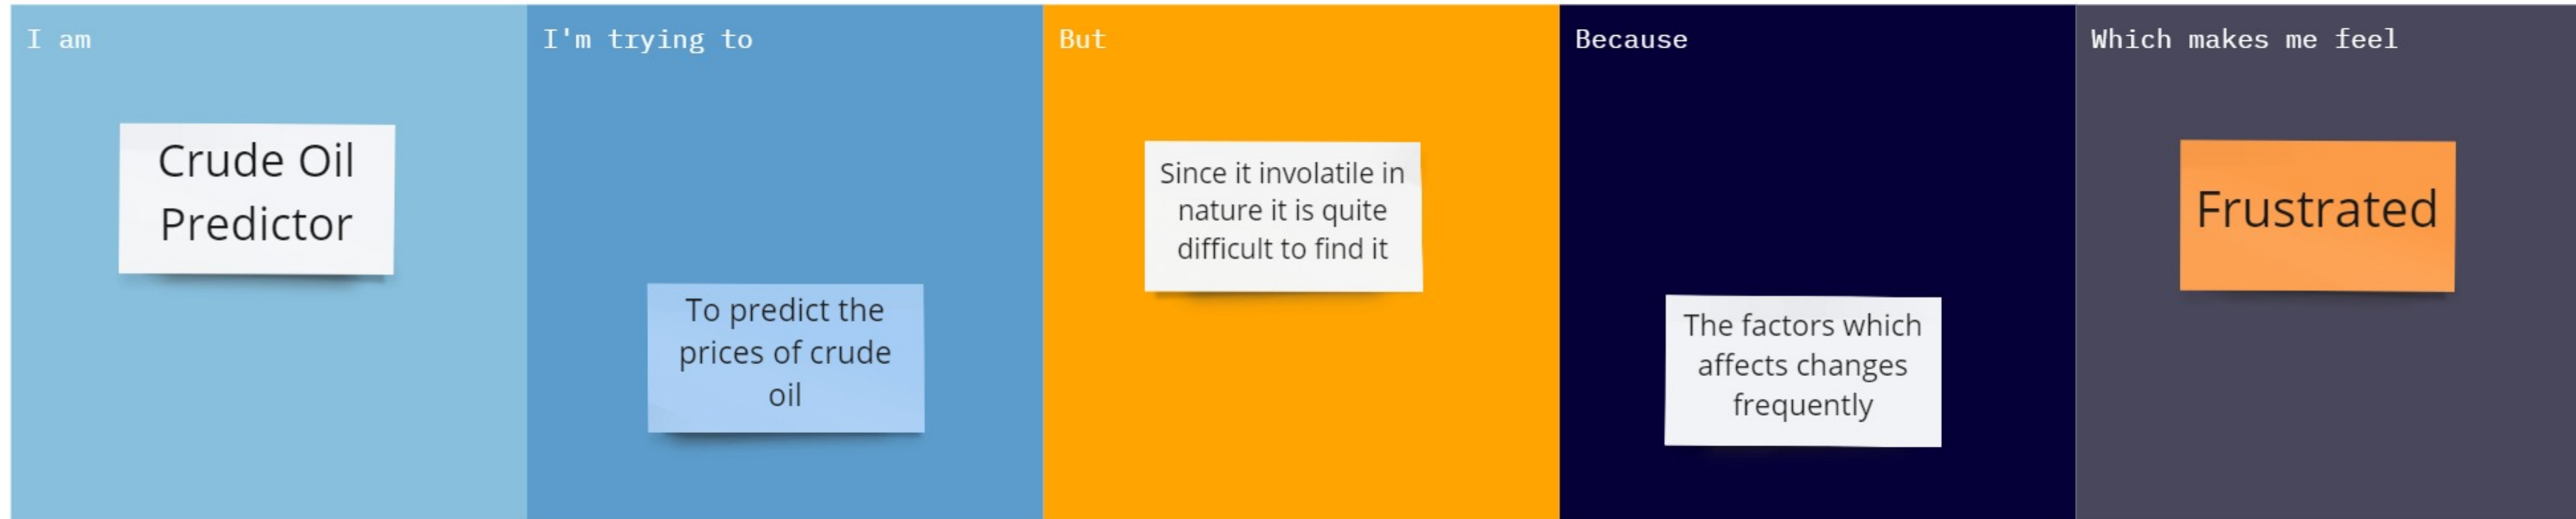 I am
Crude Oil
Predictor
I'm trying to
To predict the
prices of crude
oil
But
Since it involatile in
nature it is quite
difficult to find it
Because
The factors which
affects changes
frequently
Which makes me feel
Frustrated